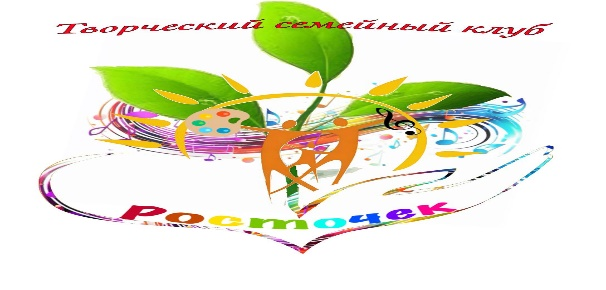 Творческий семейный клуб
Росточек